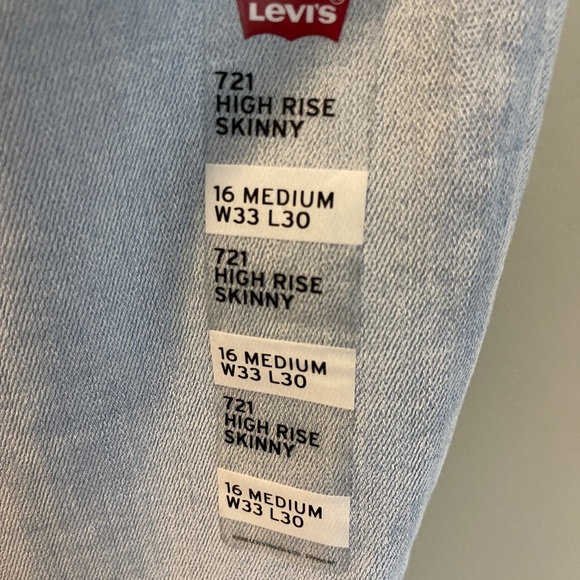 LEVI'S
721
HIGH RISE
SKINNY
16 MEDIUM
W33 L30
721
HIGH RISE
SKINNY
16 MEDIUM
W33 L30
721
HIGH RISE
SKINNY
16 MEDIUM
W33 L30